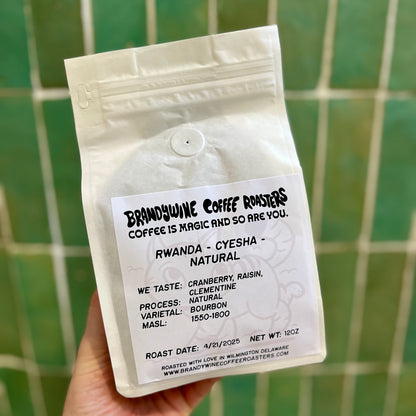 BRANDYWINE COFFEE ROASTERS
COFFEE IS MAGIC AND SO ARE YOU.
RWANDA - CYESHA -
NATURAL
WE TASTE: CRANBERRY, RAISIN,
CLEMENTINE
PROCESS: NATURAL
VARIETAL: BOURBON
MASL: 1550-1800
ROAST DATE: 4/21/2025 NET WT: 12OZ
ROASTED WITH LOVE IN WILMINGTON DELAWARE
WWW.BRANDYWINECOFFEEROASTERS.COM